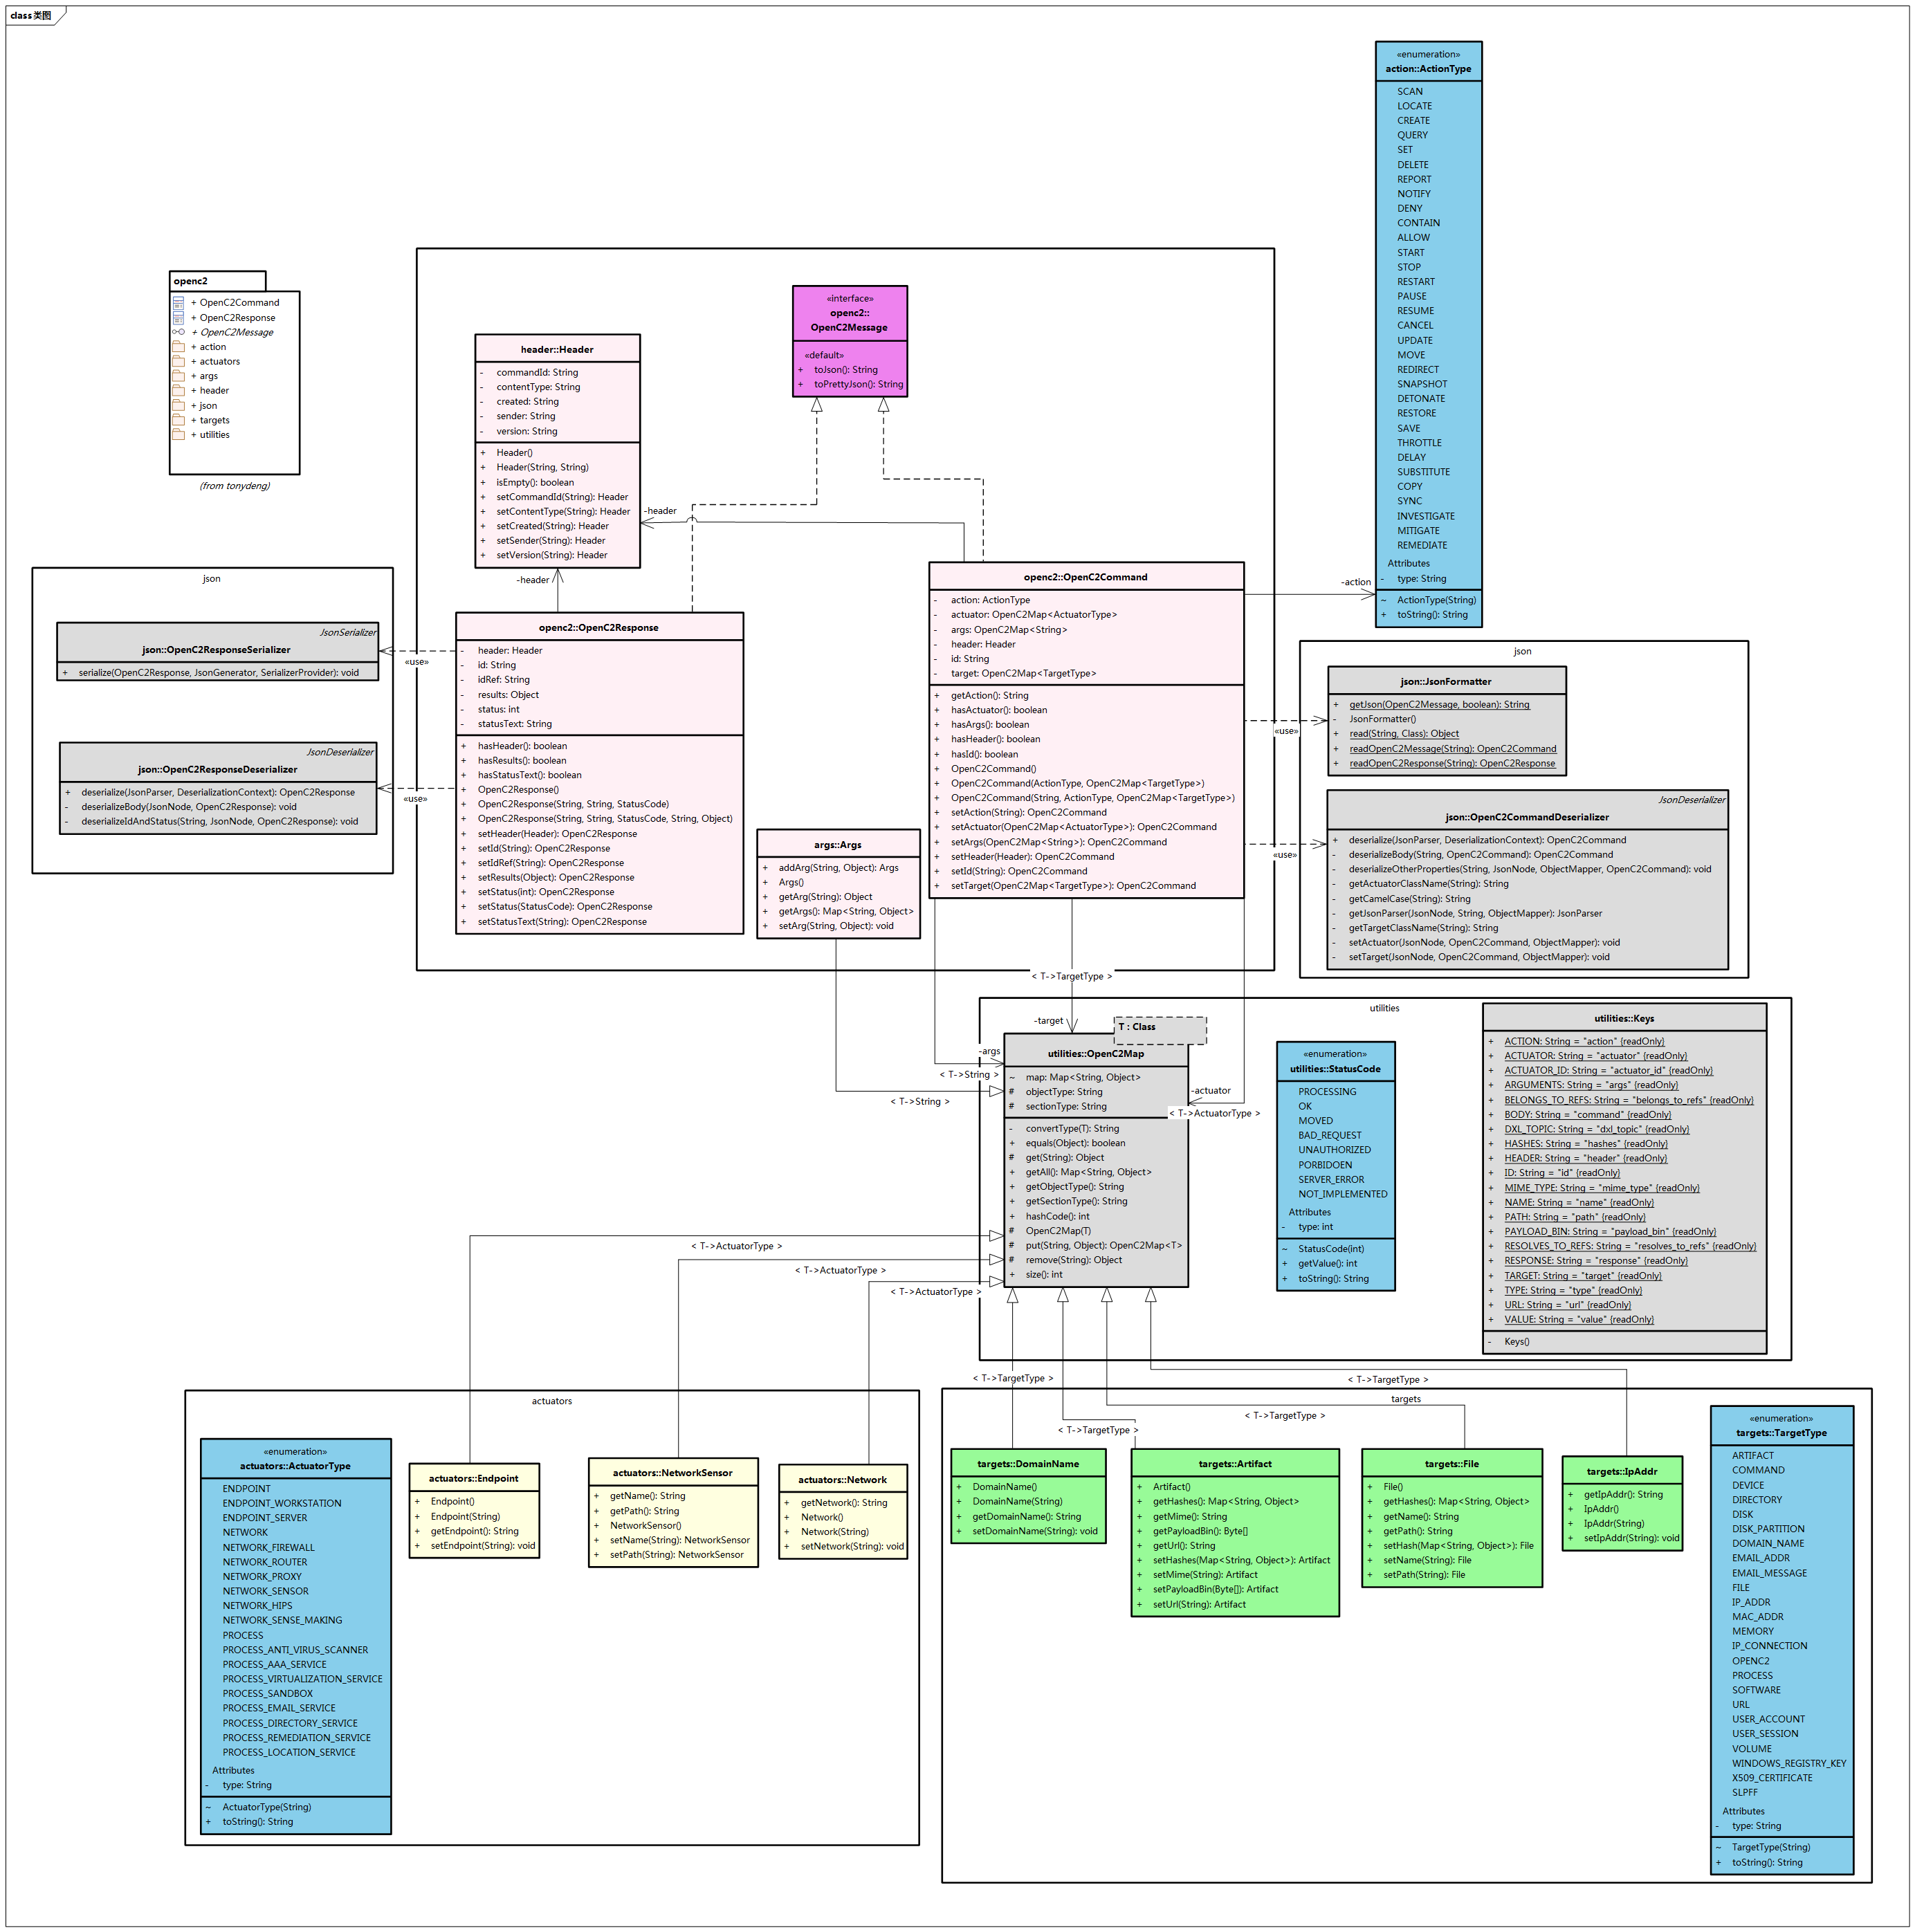 class 类图
«enumeration»
action::ActionType
SCAN
LOCATE
CREATE
QUERY
SET
DELETE
REPORT
NOTIFY
DENY
CONTAIN
ALLOW
START
STOP
RESTART
PAUSE
RESUME
CANCEL
UPDATE
MOVE
REDIRECT
SNAPSHOT
DETONATE
RESTORE
SAVE
THROTTLE
DELAY
SUBSTITUTE
COPY
SYNC
INVESTIGATE
MITIGATE
REMEDIATE
Attributes
- type: String
~ ActionType(String)
+ toString(): String
openc2
+ OpenC2Command
+ OpenC2Response
+ OpenC2Message
+ action
+ actuators
+ args
+ header
+ json
+ targets
+ utilities
(from tonydeng)
«interface»
openc2::
OpenC2Message
«default»
+ toJson(): String
+ toPrettyJson(): String
header::Header
- commandId: String
- contentType: String
- created: String
- sender: String
- version: String
+ Header()
+ Header(String, String)
+ isEmpty(): boolean
+ setCommandId(String): Header
+ setContentType(String): Header
+ setCreated(String): Header
+ setSender(String): Header
+ setVersion(String): Header
-header
-header
-action
json
JsonSerializer
json::OpenC2ResponseSerializer
+ serialize(OpenC2Response, JsonGenerator, SerializerProvider): void
JsonDeserializer
json::OpenC2ResponseDeserializer
+ deserialize(JsonParser, DeserializationContext): OpenC2Response
- deserializeBody(JsonNode, OpenC2Response): void
- deserializeIdAndStatus(String, JsonNode, OpenC2Response): void
«use»
«use»
openc2::OpenC2Response
- header: Header
- id: String
- idRef: String
- results: Object
- status: int
- statusText: String
+ hasHeader(): boolean
+ hasResults(): boolean
+ hasStatusText(): boolean
+ OpenC2Response()
+ OpenC2Response(String, String, StatusCode)
+ OpenC2Response(String, String, StatusCode, String, Object)
+ setHeader(Header): OpenC2Response
+ setId(String): OpenC2Response
+ setIdRef(String): OpenC2Response
+ setResults(Object): OpenC2Response
+ setStatus(int): OpenC2Response
+ setStatus(StatusCode): OpenC2Response
+ setStatusText(String): OpenC2Response
args::Args
+ addArg(String, Object): Args
+ Args()
+ getArg(String): Object
+ getArgs(): Map<String, Object>
+ setArg(String, Object): void
openc2::OpenC2Command
- action: ActionType
- actuator: OpenC2Map<ActuatorType>
- args: OpenC2Map<String>
- header: Header
- id: String
- target: OpenC2Map<TargetType>
+ getAction(): String
+ hasActuator(): boolean
+ hasArgs(): boolean
+ hasHeader(): boolean
+ hasId(): boolean
+ OpenC2Command()
+ OpenC2Command(ActionType, OpenC2Map<TargetType>)
+ OpenC2Command(String, ActionType, OpenC2Map<TargetType>)
+ setAction(String): OpenC2Command
+ setActuator(OpenC2Map<ActuatorType>): OpenC2Command
+ setArgs(OpenC2Map<String>): OpenC2Command
+ setHeader(Header): OpenC2Command
+ setId(String): OpenC2Command
+ setTarget(OpenC2Map<TargetType>): OpenC2Command
«use»
«use»
json
json::JsonFormatter
+ getJson(OpenC2Message, boolean): String
- JsonFormatter()
+ read(String, Class): Object
+ readOpenC2Message(String): OpenC2Command
+ readOpenC2Response(String): OpenC2Response
JsonDeserializer
json::OpenC2CommandDeserializer
+ deserialize(JsonParser, DeserializationContext): OpenC2Command
- deserializeBody(String, OpenC2Command): OpenC2Command
- deserializeOtherProperties(String, JsonNode, ObjectMapper, OpenC2Command): void
- getActuatorClassName(String): String
- getCamelCase(String): String
- getJsonParser(JsonNode, String, ObjectMapper): JsonParser
- getTargetClassName(String): String
- setActuator(JsonNode, OpenC2Command, ObjectMapper): void
- setTarget(JsonNode, OpenC2Command, ObjectMapper): void
< T->TargetType >
-target
-args
< T->String >
< T->String >
-actuator
< T->ActuatorType >
utilities
T : Class
utilities::OpenC2Map
~ map: Map<String, Object>
# objectType: String
# sectionType: String
- convertType(T): String
+ equals(Object): boolean
# get(String): Object
+ getAll(): Map<String, Object>
+ getObjectType(): String
+ getSectionType(): String
+ hashCode(): int
# OpenC2Map(T)
# put(String, Object): OpenC2Map<T>
# remove(String): Object
+ size(): int
«enumeration»
utilities::StatusCode
PROCESSING
OK
MOVED
BAD_REQUEST
UNAUTHORIZED
PORBIDOEN
SERVER_ERROR
NOT_IMPLEMENTED
Attributes
- type: int
~ StatusCode(int)
+ getValue(): int
+ toString(): String
utilities::Keys
+ ACTION: String = "action" {readOnly}
+ ACTUATOR: String = "actuator" {readOnly}
+ ACTUATOR_ID: String = "actuator_id" {readOnly}
+ ARGUMENTS: String = "args" {readOnly}
+ BELONGS_TO_REFS: String = "belongs_to_refs" {readOnly}
+ BODY: String = "command" {readOnly}
+ DXL_TOPIC: String = "dxl_topic" {readOnly}
+ HASHES: String = "hashes" {readOnly}
+ HEADER: String = "header" {readOnly}
+ ID: String = "id" {readOnly}
+ MIME_TYPE: String = "mime_type" {readOnly}
+ NAME: String = "name" {readOnly}
+ PATH: String = "path" {readOnly}
+ PAYLOAD_BIN: String = "payload_bin" {readOnly}
+ RESOLVES_TO_REFS: String = "resolves_to_refs" {readOnly}
+ RESPONSE: String = "response" {readOnly}
+ TARGET: String = "target" {readOnly}
+ TYPE: String = "type" {readOnly}
+ URL: String = "url" {readOnly}
+ VALUE: String = "value" {readOnly}
- Keys()
< T->ActuatorType >
< T->ActuatorType >
< T->ActuatorType >
< T->TargetType >
< T->TargetType >
< T->TargetType >
< T->TargetType >
actuators
«enumeration»
actuators::ActuatorType
ENDPOINT
ENDPOINT_WORKSTATION
ENDPOINT_SERVER
NETWORK
NETWORK_FIREWALL
NETWORK_ROUTER
NETWORK_PROXY
NETWORK_SENSOR
NETWORK_HIPS
NETWORK_SENSE_MAKING
PROCESS
PROCESS_ANTI_VIRUS_SCANNER
PROCESS_AAA_SERVICE
PROCESS_VIRTUALIZATION_SERVICE
PROCESS_SANDBOX
PROCESS_EMAIL_SERVICE
PROCESS_DIRECTORY_SERVICE
PROCESS_REMEDIATION_SERVICE
PROCESS_LOCATION_SERVICE
Attributes
- type: String
~ ActuatorType(String)
+ toString(): String
actuators::Endpoint
+ Endpoint()
+ Endpoint(String)
+ getEndpoint(): String
+ setEndpoint(String): void
actuators::NetworkSensor
+ getName(): String
+ getPath(): String
+ NetworkSensor()
+ setName(String): NetworkSensor
+ setPath(String): NetworkSensor
actuators::Network
+ getNetwork(): String
+ Network()
+ Network(String)
+ setNetwork(String): void
targets
targets::DomainName
+ DomainName()
+ DomainName(String)
+ getDomainName(): String
+ setDomainName(String): void
targets::Artifact
+ Artifact()
+ getHashes(): Map<String, Object>
+ getMime(): String
+ getPayloadBin(): Byte[]
+ getUrl(): String
+ setHashes(Map<String, Object>): Artifact
+ setMime(String): Artifact
+ setPayloadBin(Byte[]): Artifact
+ setUrl(String): Artifact
targets::File
+ File()
+ getHashes(): Map<String, Object>
+ getName(): String
+ getPath(): String
+ setHash(Map<String, Object>): File
+ setName(String): File
+ setPath(String): File
targets::IpAddr
+ getIpAddr(): String
+ IpAddr()
+ IpAddr(String)
+ setIpAddr(String): void
«enumeration»
targets::TargetType
ARTIFACT
COMMAND
DEVICE
DIRECTORY
DISK
DISK_PARTITION
DOMAIN_NAME
EMAIL_ADDR
EMAIL_MESSAGE
FILE
IP_ADDR
MAC_ADDR
MEMORY
IP_CONNECTION
OPENC2
PROCESS
SOFTWARE
URL
USER_ACCOUNT
USER_SESSION
VOLUME
WINDOWS_REGISTRY_KEY
X509_CERTIFICATE
SLPFF
Attributes
- type: String
~ TargetType(String)
+ toString(): String